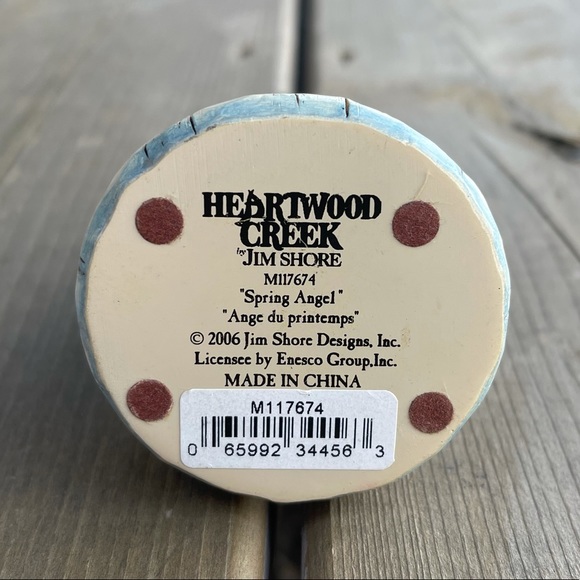 HEARTWOOD
CREEK
by JIM SHORE
M117674
"Spring Angel"
"Ange du printemps"
© 2006 Jim Shore Designs, Inc.
Licensee by Enesco Group,Inc.
MADE IN CHINA
M117674
0 65992 34456 3